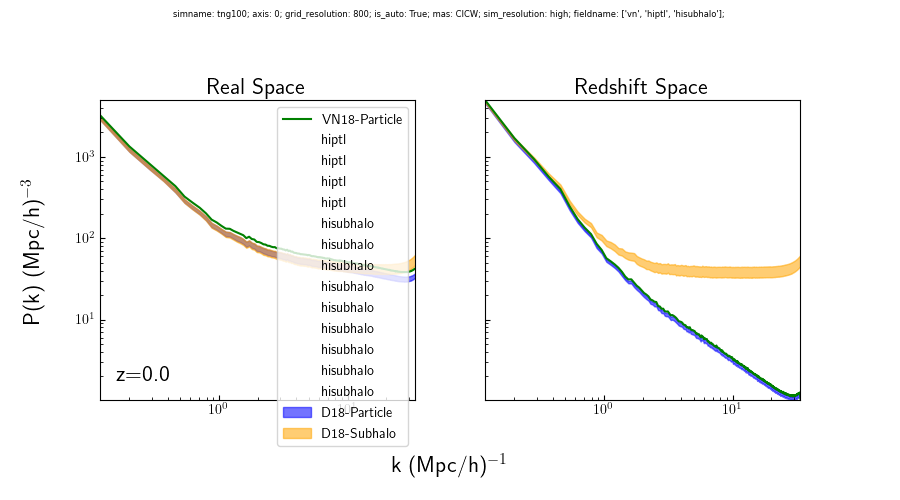 simname: tng100; axis: 0; grid_resolution: 800; is_auto: True; mas: CICW; sim_resolution: high; fieldname: ['vn', 'hiptl', 'hisubhalo'];
Real Space
Redshift Space
P(k) (Mpc/h)⁻³
10³
10²
10¹
z=0.0
VN18-Particle
hiptl
hiptl
hiptl
hiptl
hisubhalo
hisubhalo
hisubhalo
hisubhalo
hisubhalo
hisubhalo
hisubhalo
hisubhalo
hisubhalo
D18-Particle
D18-Subhalo
10⁰
10⁰
10¹
k (Mpc/h)⁻¹